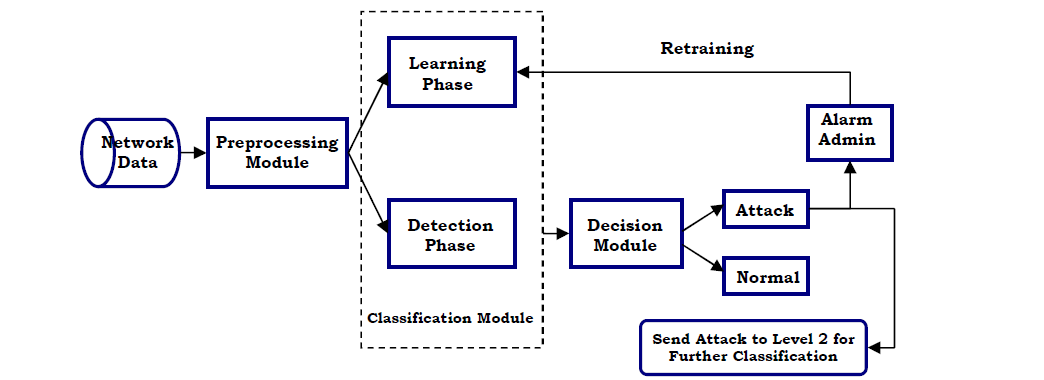 Network
Data
Preprocessing
Module
Learning
Phase
Detection
Phase
Classification Module
Decision
Module
Retraining
Alarm
Admin
Attack
Normal
Send Attack to Level 2 for
Further Classification